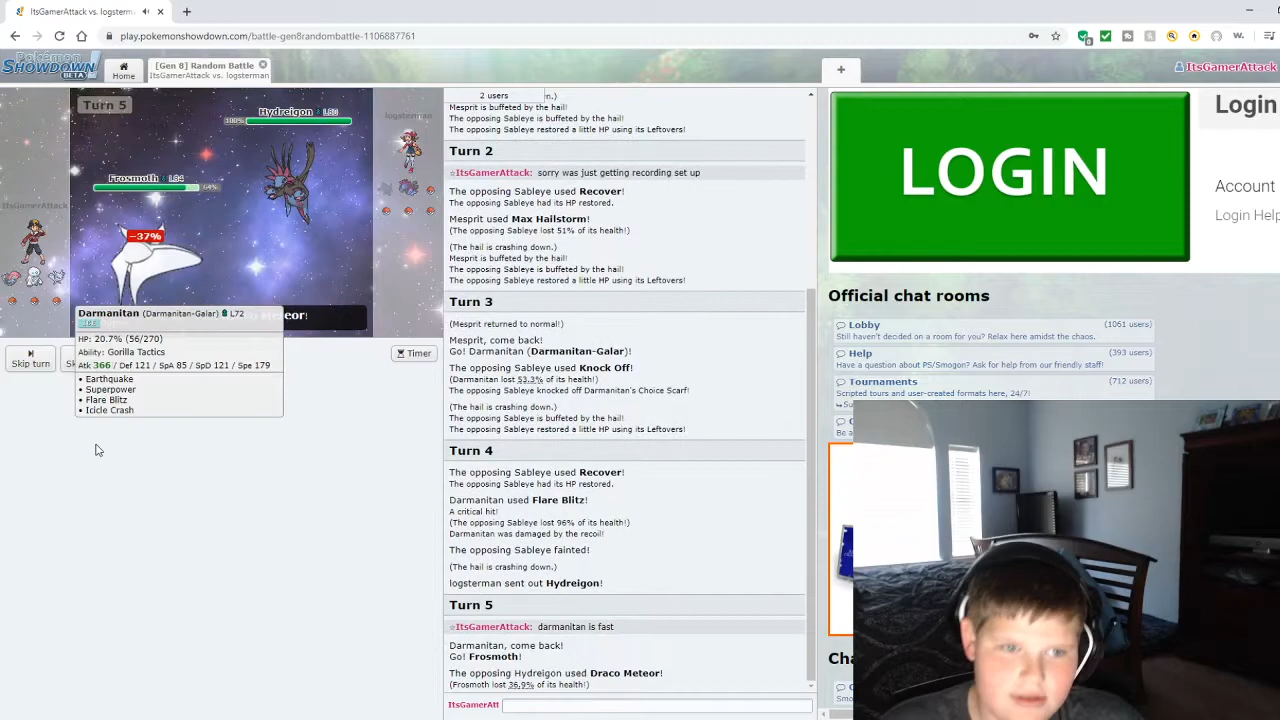 ItsGamerAttack vs. logsterman
play.pokemonshowdown.com/battle-gen8randombattle-1106887761
Pokémon
SHOWDOWN!
BETA
Home
[Gen 8] Random Battle
ItsGamerAttack vs. logsterman
ItsGamerAttack
Turn 5
Hydreigon
100%
logsterman
Frosmoth L84
64%
ItsGamerAttack
-37%
Meteor!
Darmanitan (Darmanitan-Galar) L72
ICE
HP: 20.7% (56/270)
Ability: Gorilla Tactics
Atk 366 / Def 121 / SpA 85 / SpD 121 / Spe 179
• Earthquake
• Superpower
• Flare Blitz
• Icicle Crash
Skip turn
Timer
2 users
Mesprit is buffeted by the hail!
The opposing Sableye is buffeted by the hail!
The opposing Sableye restored a little HP using its Leftovers!
Turn 2
☆ItsGamerAttack: sorry was just getting recording set up
The opposing Sableye used Recover!
The opposing Sableye had its HP restored.
Mesprit used Max Hailstorm!
(The opposing Sableye lost 51% of its health!)
(The hail is crashing down.)
Mesprit is buffeted by the hail!
The opposing Sableye is buffeted by the hail!
The opposing Sableye restored a little HP using its Leftovers!
Turn 3
(Mesprit returned to normal!)
Mesprit, come back!
Go! Darmanitan (Darmanitan-Galar)!
The opposing Sableye used Knock Off!
(Darmanitan lost 53.3% of its health!)
The opposing Sableye knocked off Darmanitan's Choice Scarf!
(The hail is crashing down.)
The opposing Sableye is buffeted by the hail!
The opposing Sableye restored a little HP using its Leftovers!
Turn 4
The opposing Sableye used Recover!
The opposing Sableye had its HP restored.
Darmanitan used Flare Blitz!
A critical hit!
(The opposing Sableye lost 96% of its health!)
Darmanitan was damaged by the recoil!
The opposing Sableye fainted!
(The hail is crashing down.)
logsterman sent out Hydreigon!
Turn 5
☆ItsGamerAttack: darmanitan is fast
Darmanitan, come back!
Go! Frosmoth!
The opposing Hydreigon used Draco Meteor!
(Frosmoth lost 36.9% of its health!)
ItsGamerAtt
LOGIN
Login
Account
Login Help
Official chat rooms
Lobby (1061 users)
Still haven't decided on a room for you? Relax here amidst the chaos.
Help (393 users)
Have a question about PS/Smogon? Ask for help from our friendly staff!
Tournaments (712 users)
Scripted tours and user-created formats here, 24/7!